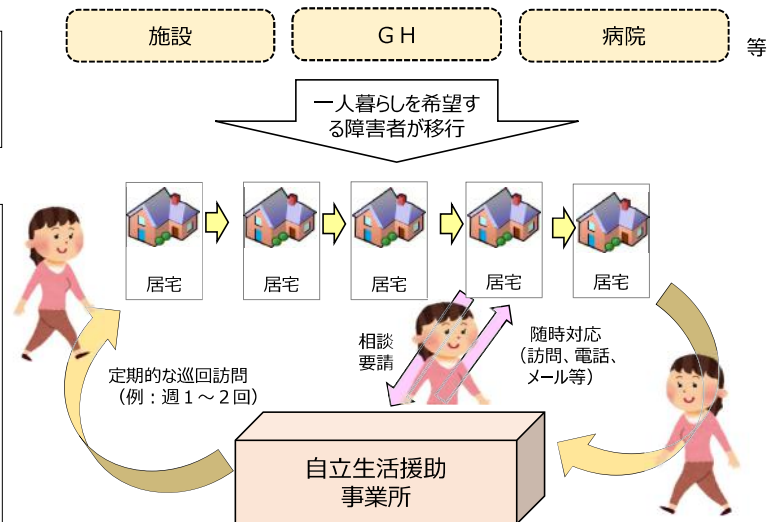 施設
ＧＨ
病院
等
一人暮らしを希望す
る障害者が移行
居宅
居宅
居宅
居宅
居宅
相談
要請
随時対応
（訪問、電話、
メール等）
定期的な巡回訪問
（例：週１～２回）
自立生活援助
事業所